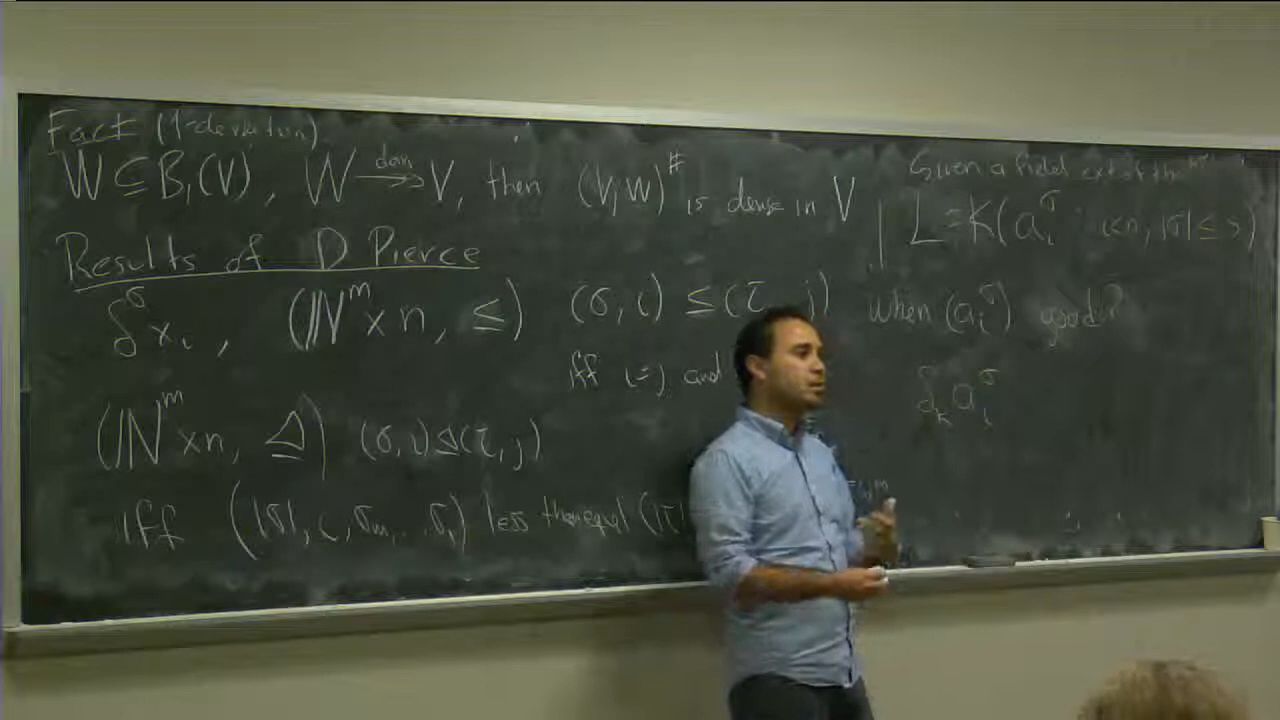 Fact (1-derivation)
W ⊆ B₁(V), W →dom V, then (V,W)^# is dense in V
Results of D Pierce
δ^σ x_i, (ℕ^m × n, ≤) (σ, i) ≤ (τ, j)
iff i=j and
(ℕ^m × n, ⊴) (σ, i) ⊴ (τ, j)
iff (|σ|, i, σ_m, ... σ_1) less than equal (|τ|
Given a field ext of the
L = K(a_i^σ : i<n, |σ| ≤
when (a_i^σ) good?
δ_k a_i^σ